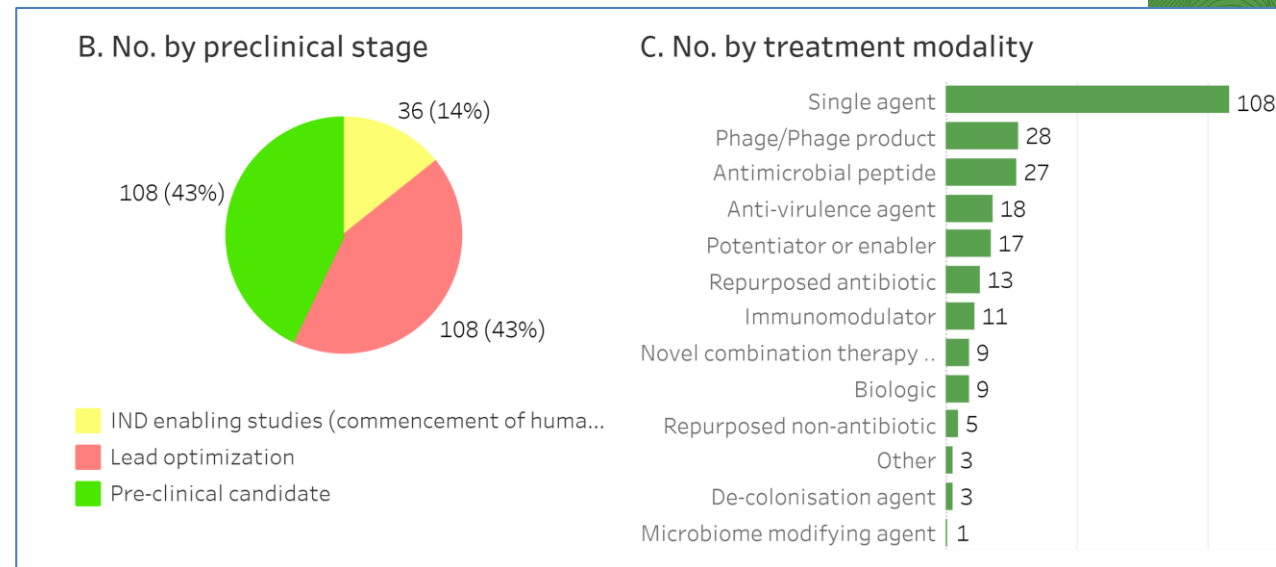 B. No. by preclinical stage
36 (14%)
108 (43%)
108 (43%)
IND enabling studies (commencement of huma...
Lead optimization
Pre-clinical candidate
C. No. by treatment modality
Single agent 108
Phage/Phage product 28
Antimicrobial peptide 27
Anti-virulence agent 18
Potentiator or enabler 17
Repurposed antibiotic 13
Immunomodulator 11
Novel combination therapy .. 9
Biologic 9
Repurposed non-antibiotic 5
Other 3
De-colonisation agent 3
Microbiome modifying agent 1